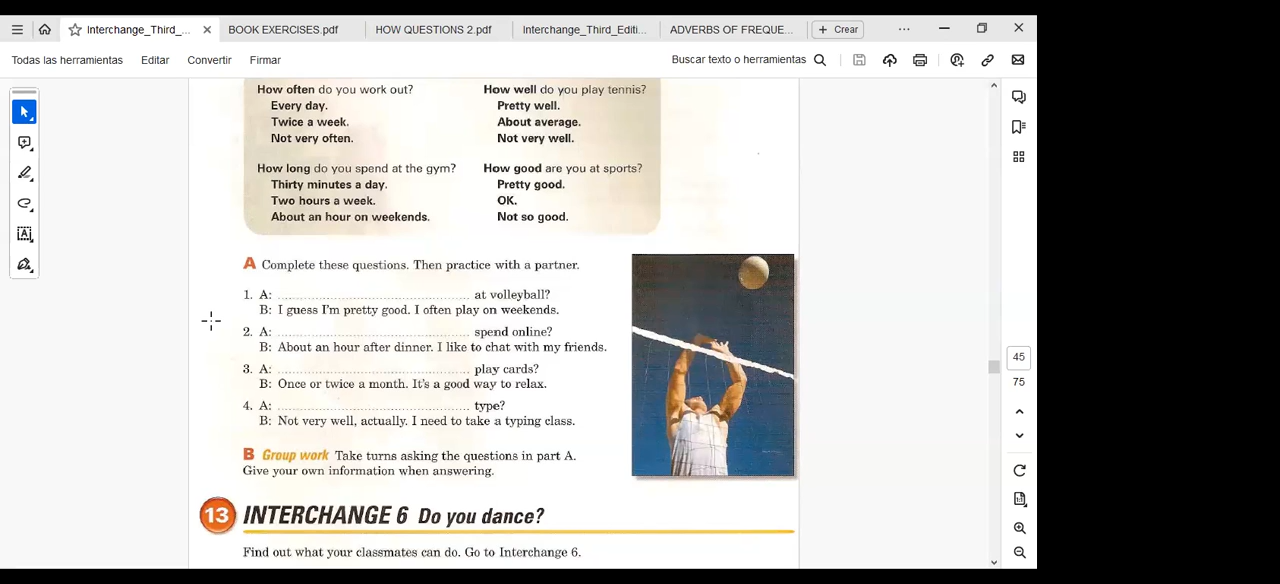 Interchange_Third_...
BOOK EXERCISES.pdf
HOW QUESTIONS 2.pdf
Interchange_Third_Editi...
ADVERBS OF FREQUE...
+ Crear
Todas las herramientas
Editar
Convertir
Firmar
Buscar texto o herramientas
How often do you work out?
Every day.
Twice a week.
Not very often.
How well do you play tennis?
Pretty well.
About average.
Not very well.
How long do you spend at the gym?
Thirty minutes a day.
Two hours a week.
About an hour on weekends.
How good are you at sports?
Pretty good.
OK.
Not so good.
A Complete these questions. Then practice with a partner.
1. A: ................................................ at volleyball?
B: I guess I'm pretty good. I often play on weekends.
2. A: ................................................ spend online?
B: About an hour after dinner. I like to chat with my friends.
3. A: ................................................ play cards?
B: Once or twice a month. It's a good way to relax.
4. A: ................................................ type?
B: Not very well, actually. I need to take a typing class.
B Group work Take turns asking the questions in part A.
Give your own information when answering.
13 INTERCHANGE 6 Do you dance?
Find out what your classmates can do. Go to Interchange 6.
45
75